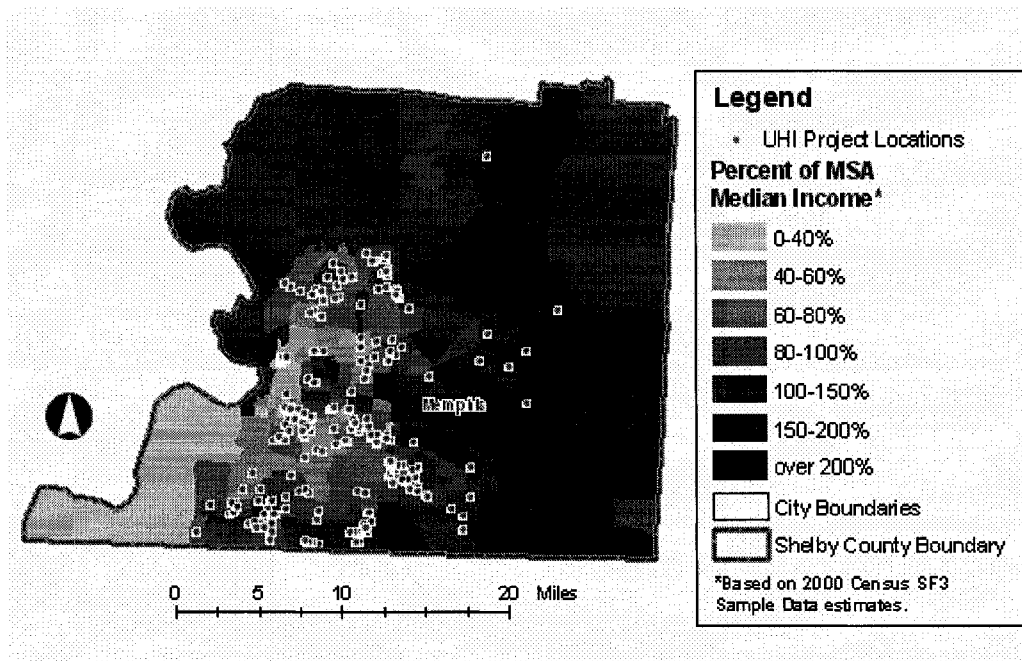 Legend
UHI Project Locations
Percent of MSA
Median Income*
0-40%
40-60%
60-80%
80-100%
100-150%
150-200%
over 200%
City Boundaries
Shelby County Boundary
*Based on 2000 Census SF3
Sample Data estimates.
0 5 10 20 Miles